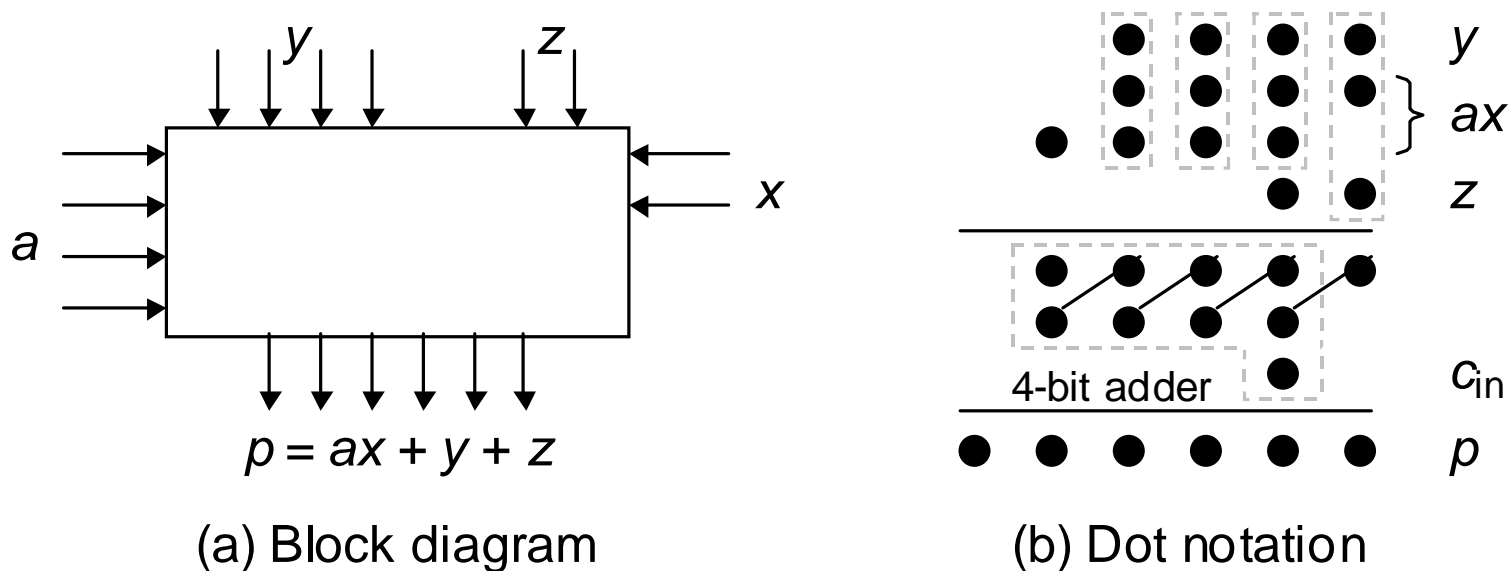 y
z
a
x
p = ax + y + z
(a) Block diagram
y
ax
z
4-bit adder
cin
p
(b) Dot notation